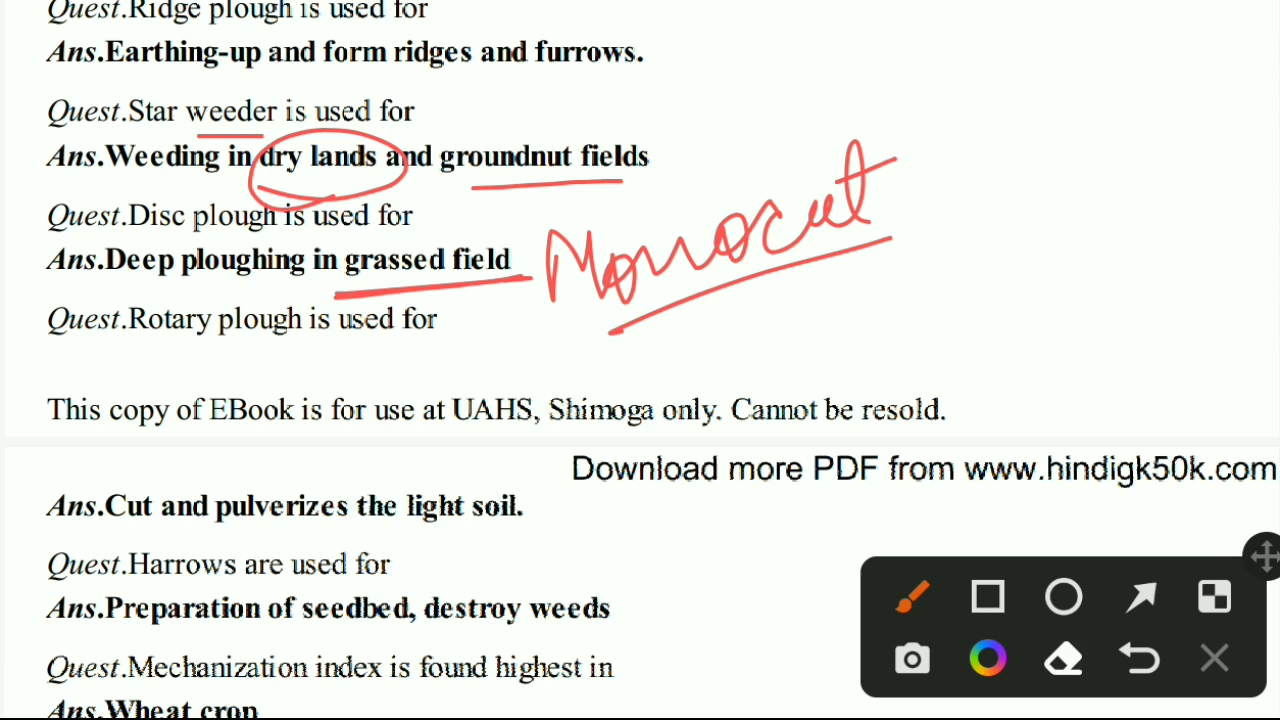 Quest.Ridge plough is used for
Ans.Earthing-up and form ridges and furrows.
Quest.Star weeder is used for
Ans.Weeding in dry lands and groundnut fields
Quest.Disc plough is used for
Ans.Deep ploughing in grassed field
Monocut
Quest.Rotary plough is used for
This copy of EBook is for use at UAHS, Shimoga only. Cannot be resold.
Download more PDF from www.hindigk50k.com
Ans.Cut and pulverizes the light soil.
Quest.Harrows are used for
Ans.Preparation of seedbed, destroy weeds
Quest.Mechanization index is found highest in
Ans.Wheat crop